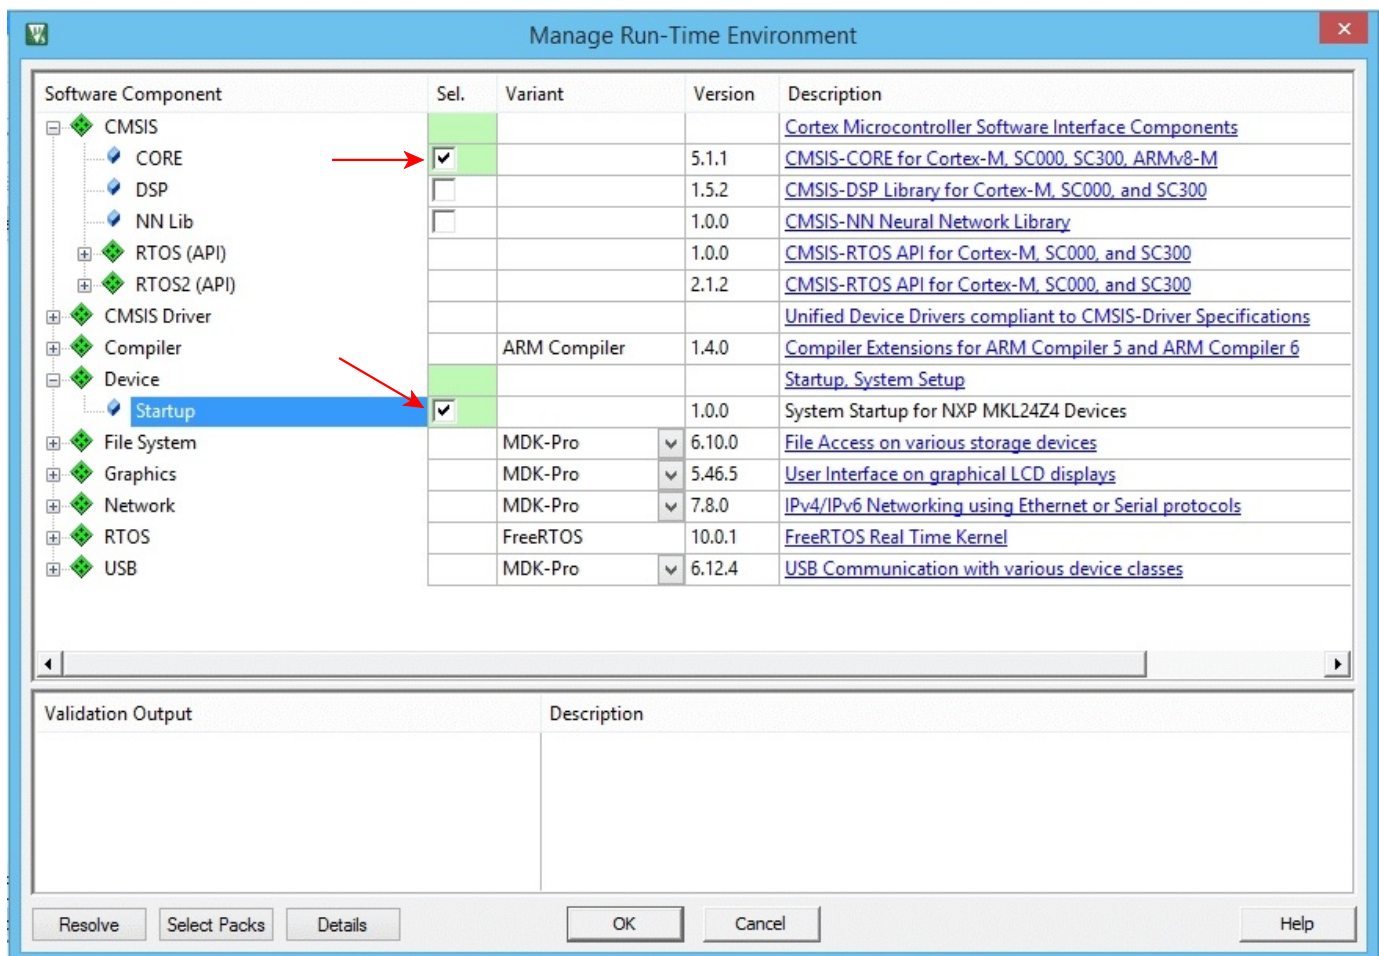 Manage Run-Time Environment
Software Component Sel. Variant Version Description
CMSIS Cortex Microcontroller Software Interface Components
CORE 5.1.1 CMSIS-CORE for Cortex-M, SC000, SC300, ARMv8-M
DSP 1.5.2 CMSIS-DSP Library for Cortex-M, SC000, and SC300
NN Lib 1.0.0 CMSIS-NN Neural Network Library
RTOS (API) 1.0.0 CMSIS-RTOS API for Cortex-M, SC000, and SC300
RTOS2 (API) 2.1.2 CMSIS-RTOS API for Cortex-M, SC000, and SC300
CMSIS Driver Unified Device Drivers compliant to CMSIS-Driver Specifications
Compiler ARM Compiler 1.4.0 Compiler Extensions for ARM Compiler 5 and ARM Compiler 6
Device Startup, System Setup
Startup 1.0.0 System Startup for NXP MKL24Z4 Devices
File System MDK-Pro 6.10.0 File Access on various storage devices
Graphics MDK-Pro 5.46.5 User Interface on graphical LCD displays
Network MDK-Pro 7.8.0 IPv4/IPv6 Networking using Ethernet or Serial protocols
RTOS FreeRTOS 10.0.1 FreeRTOS Real Time Kernel
USB MDK-Pro 6.12.4 USB Communication with various device classes
Validation Output Description
Resolve Select Packs Details OK Cancel Help